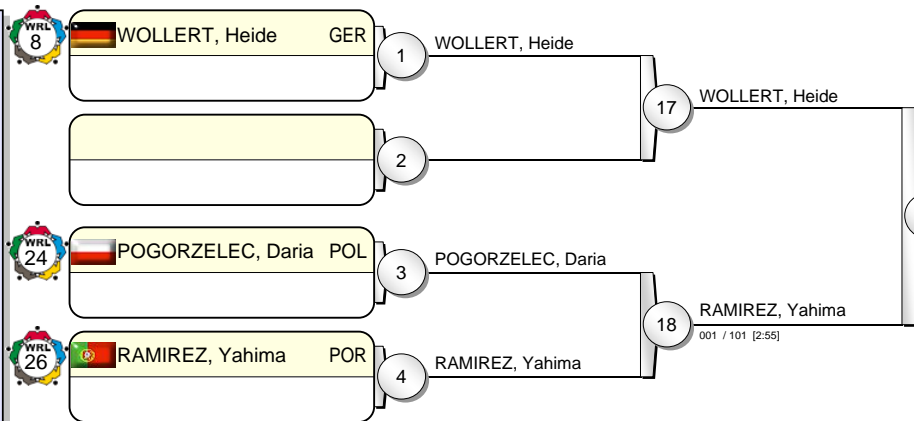 WRL
8
WOLLERT, Heide GER
1
WOLLERT, Heide
17
WOLLERT, Heide
2
WRL
24
POGORZELEC, Daria POL
3
POGORZELEC, Daria
18
RAMIREZ, Yahima
001 / 101 [2:55]
WRL
26
RAMIREZ, Yahima POR
4
RAMIREZ, Yahima